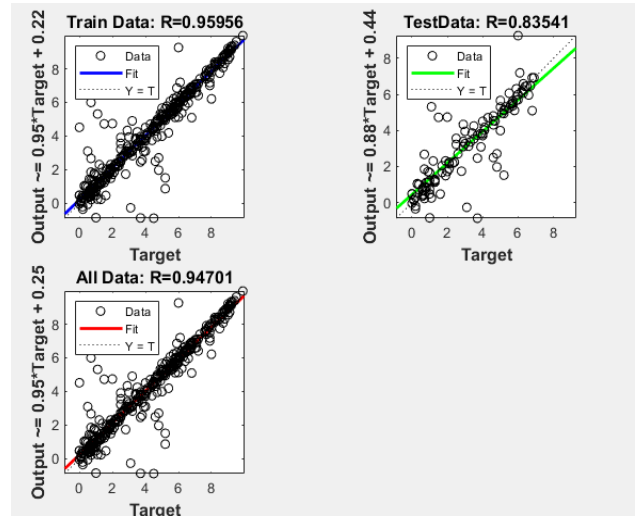 Train Data: R=0.95956
Output ~= 0.95*Target + 0.22
Data
Fit
Y = T
8
6
4
2
0
0 2 4 6 8
Target
TestData: R=0.83541
Output ~= 0.88*Target + 0.44
Data
Fit
Y = T
8
6
4
2
0
0 2 4 6 8
Target
All Data: R=0.94701
Output ~= 0.95*Target + 0.25
Data
Fit
Y = T
8
6
4
2
0
0 2 4 6 8
Target